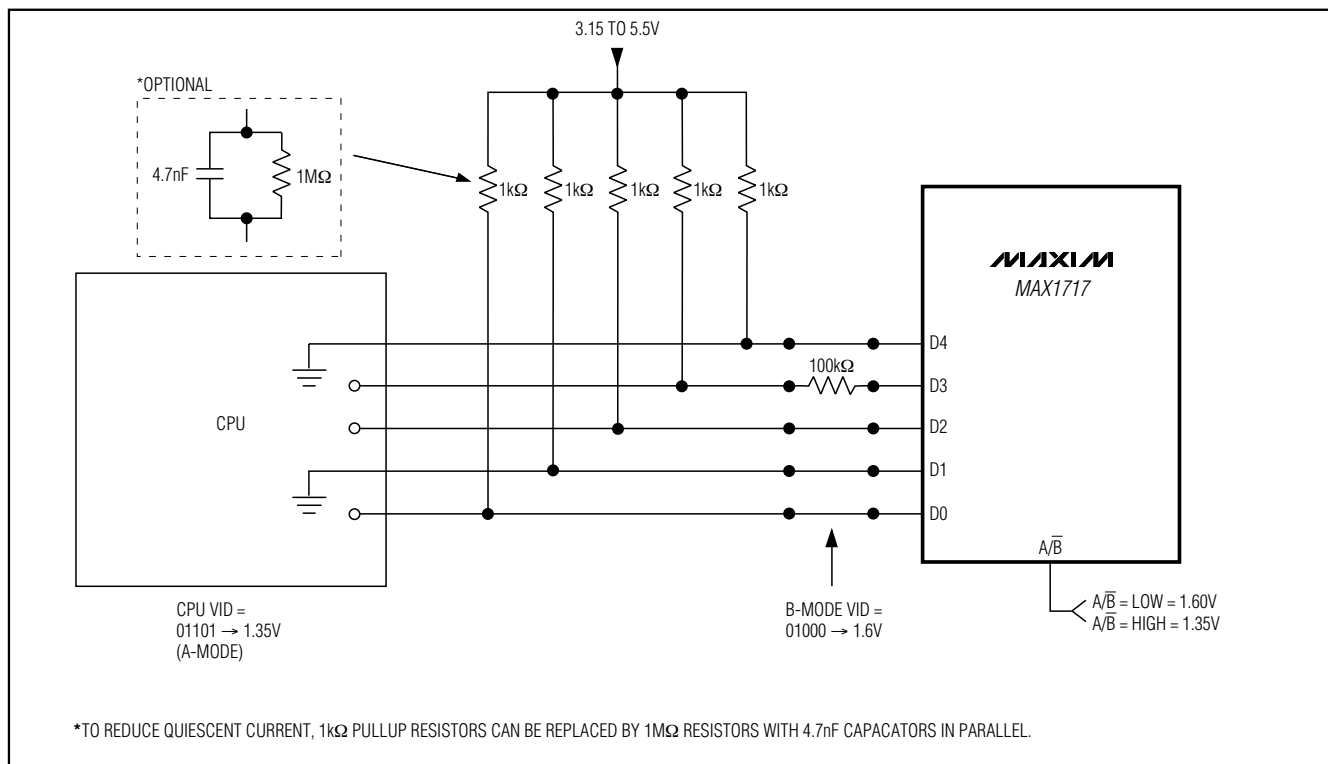 3.15 TO 5.5V
*OPTIONAL
4.7nF
1MΩ
1kΩ
1kΩ
1kΩ
1kΩ
1kΩ
MAXIM
MAX1717
D4
100kΩ
D3
CPU
D2
D1
D0
A/B̅
CPU VID =
01101 → 1.35V
(A-MODE)
B-MODE VID =
01000 → 1.6V
A/B̅ = LOW = 1.60V
A/B̅ = HIGH = 1.35V
*TO REDUCE QUIESCENT CURRENT, 1kΩ PULLUP RESISTORS CAN BE REPLACED BY 1MΩ RESISTORS WITH 4.7nF CAPACATORS IN PARALLEL.